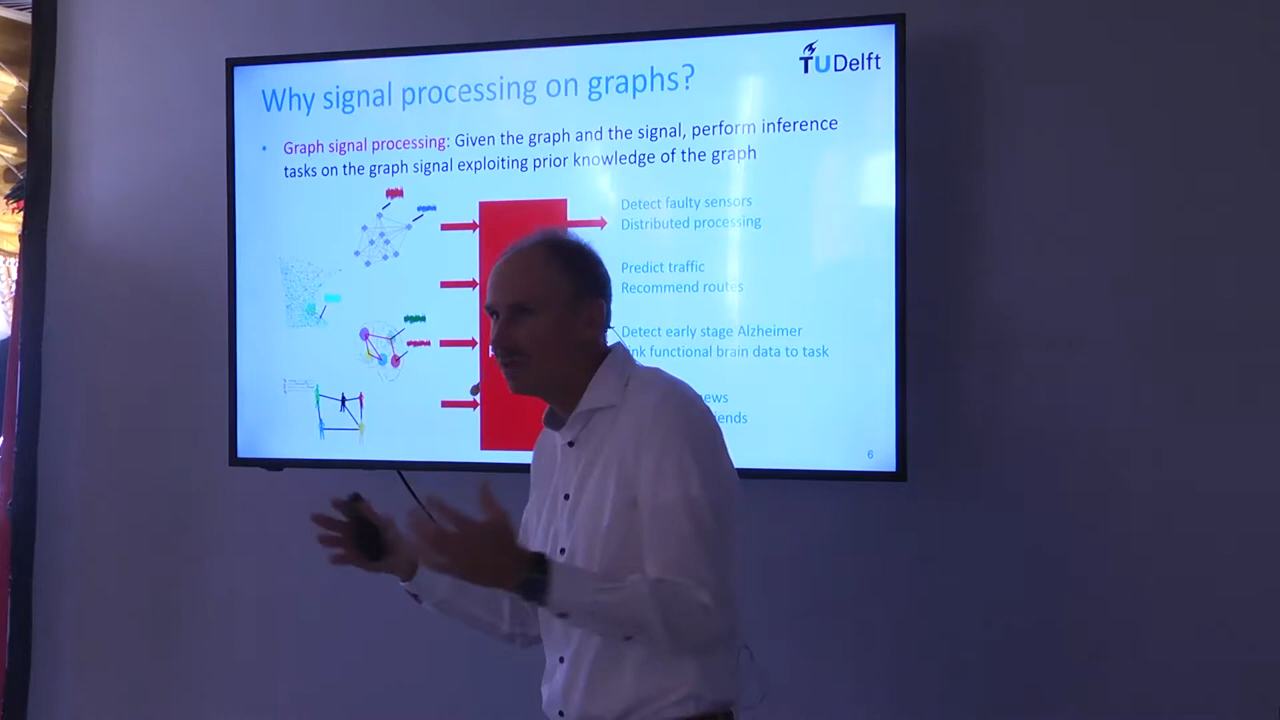 TUDelft
Why signal processing on graphs?
• Graph signal processing: Given the graph and the signal, perform inference
tasks on the graph signal exploiting prior knowledge of the graph
Detect faulty sensors
Distributed processing
Predict traffic
Recommend routes
Detect early stage Alzheimer
functional brain data to task
6